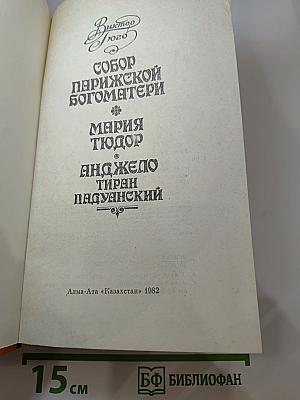 Виктор
Гюго
СОБОР
ПАРИЖСКОЙ
БОГОМАТЕРИ
МАРИЯ
ТЮДОР
АНДЖЕЛО
ТИРАН
ПАДУАНСКИЙ
Алма-Ата «Казахстан» 1982
15 см
БФ БИБЛИОФАН